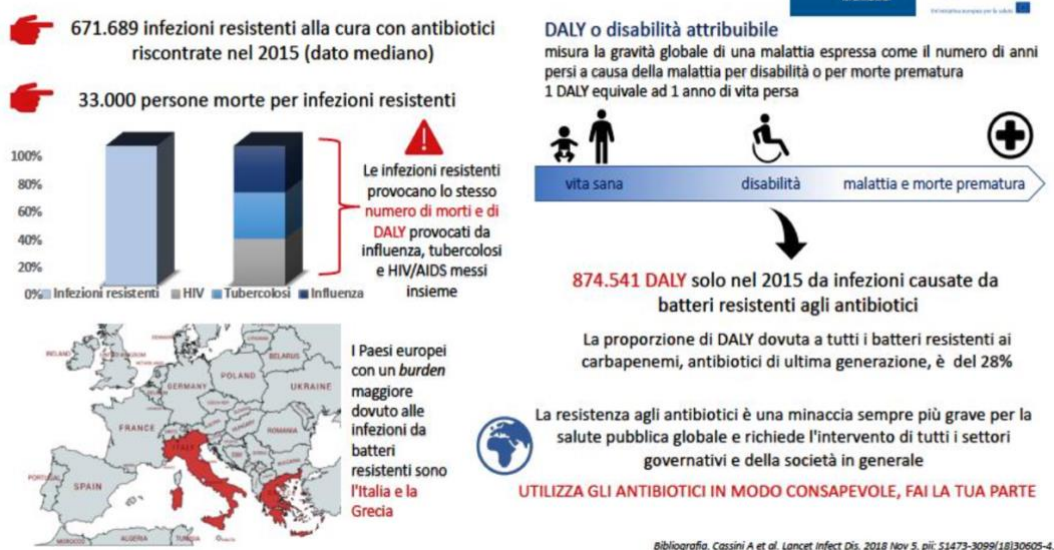 671.689 infezioni resistenti alla cura con antibiotici
riscontrate nel 2015 (dato mediano)
33.000 persone morte per infezioni resistenti
100%
80%
60%
40%
20%
0%
Infezioni resistenti
HIV
Tubercolosi
Influenza
Le infezioni resistenti
provocano lo stesso
numero di morti e di
DALY provocati da
influenza, tubercolosi
e HIV/AIDS messi
insieme
IRELAND
GERMANY
POLAND
BELARUS
UKRAINE
FRANCE
ROMANIA
ITALY
SPAIN
MOROCCO
ALGERIA
I Paesi europei
con un burden
maggiore
dovuto alle
infezioni da
batteri
resistenti sono
l'Italia e la
Grecia
DALY o disabilità attribuibile
misura la gravità globale di una malattia espressa come il numero di anni
persi a causa della malattia per disabilità o per morte prematura
1 DALY equivale ad 1 anno di vita persa
vita sana
disabilità
malattia e morte prematura
874.541 DALY solo nel 2015 da infezioni causate da
batteri resistenti agli antibiotici
La proporzione di DALY dovuta a tutti i batteri resistenti ai
carbapenemi, antibiotici di ultima generazione, è del 28%
La resistenza agli antibiotici è una minaccia sempre più grave per la
salute pubblica globale e richiede l'intervento di tutti i settori
governativi e della società in generale
UTILIZZA GLI ANTIBIOTICI IN MODO CONSAPEVOLE, FAI LA TUA PARTE
Bibliografia. Cassini A et al. Lancet Infect Dis. 2018 Nov 5. pii: S1473-3099(18)30605-4.